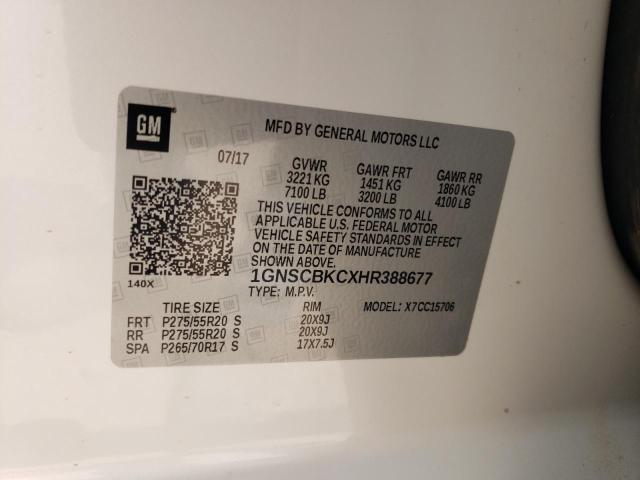 GM
MFD BY GENERAL MOTORS LLC
07/17
GVWR GAWR FRT GAWR RR
3221 KG 1451 KG 1860 KG
7100 LB 3200 LB 4100 LB
THIS VEHICLE CONFORMS TO ALL
APPLICABLE U.S. FEDERAL MOTOR
VEHICLE SAFETY STANDARDS IN EFFECT
ON THE DATE OF MANUFACTURE
SHOWN ABOVE.
140X
1GNSCBKCXHR388677
TYPE: M.P.V. MODEL: X7CC15706
TIRE SIZE RIM
FRT P275/55R20 S 20X9J
RR P275/55R20 S 20X9J
SPA P265/70R17 S 17X7.5J